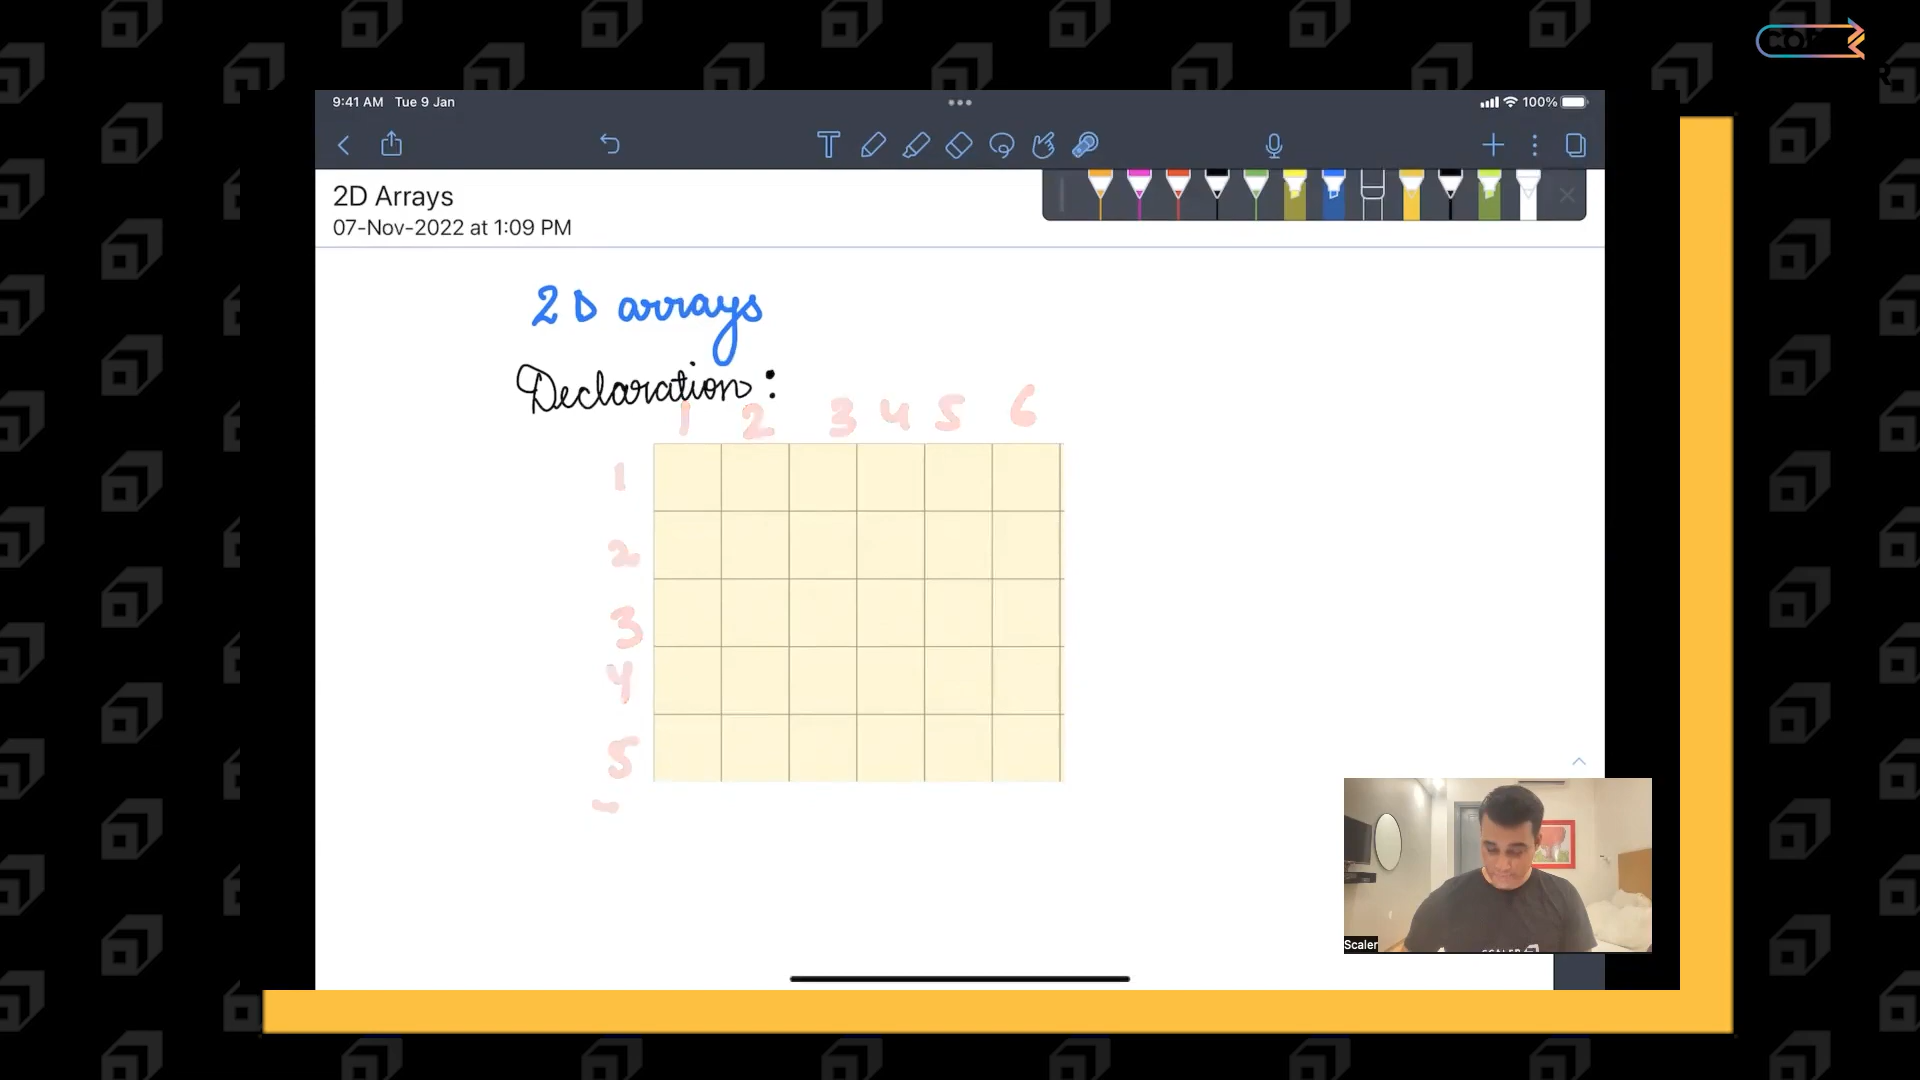 9:41 AM Tue 9 Jan
100%
2D Arrays
07-Nov-2022 at 1:09 PM
2D arrays
Declaration:
1 2 3 4 5 6
1
2
3
4
5
Scaler